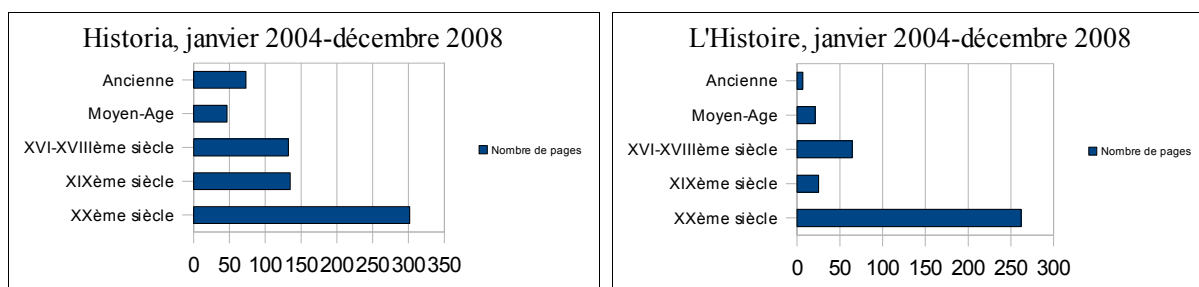 Historia, janvier 2004-décembre 2008
Ancienne
Moyen-Age
XVI-XVIIIème siècle
XIXème siècle
XXème siècle
Nombre de pages
0 50 100 150 200 250 300 350
L'Histoire, janvier 2004-décembre 2008
Ancienne
Moyen-Age
XVI-XVIIIème siècle
XIXème siècle
XXème siècle
Nombre de pages
0 50 100 150 200 250 300